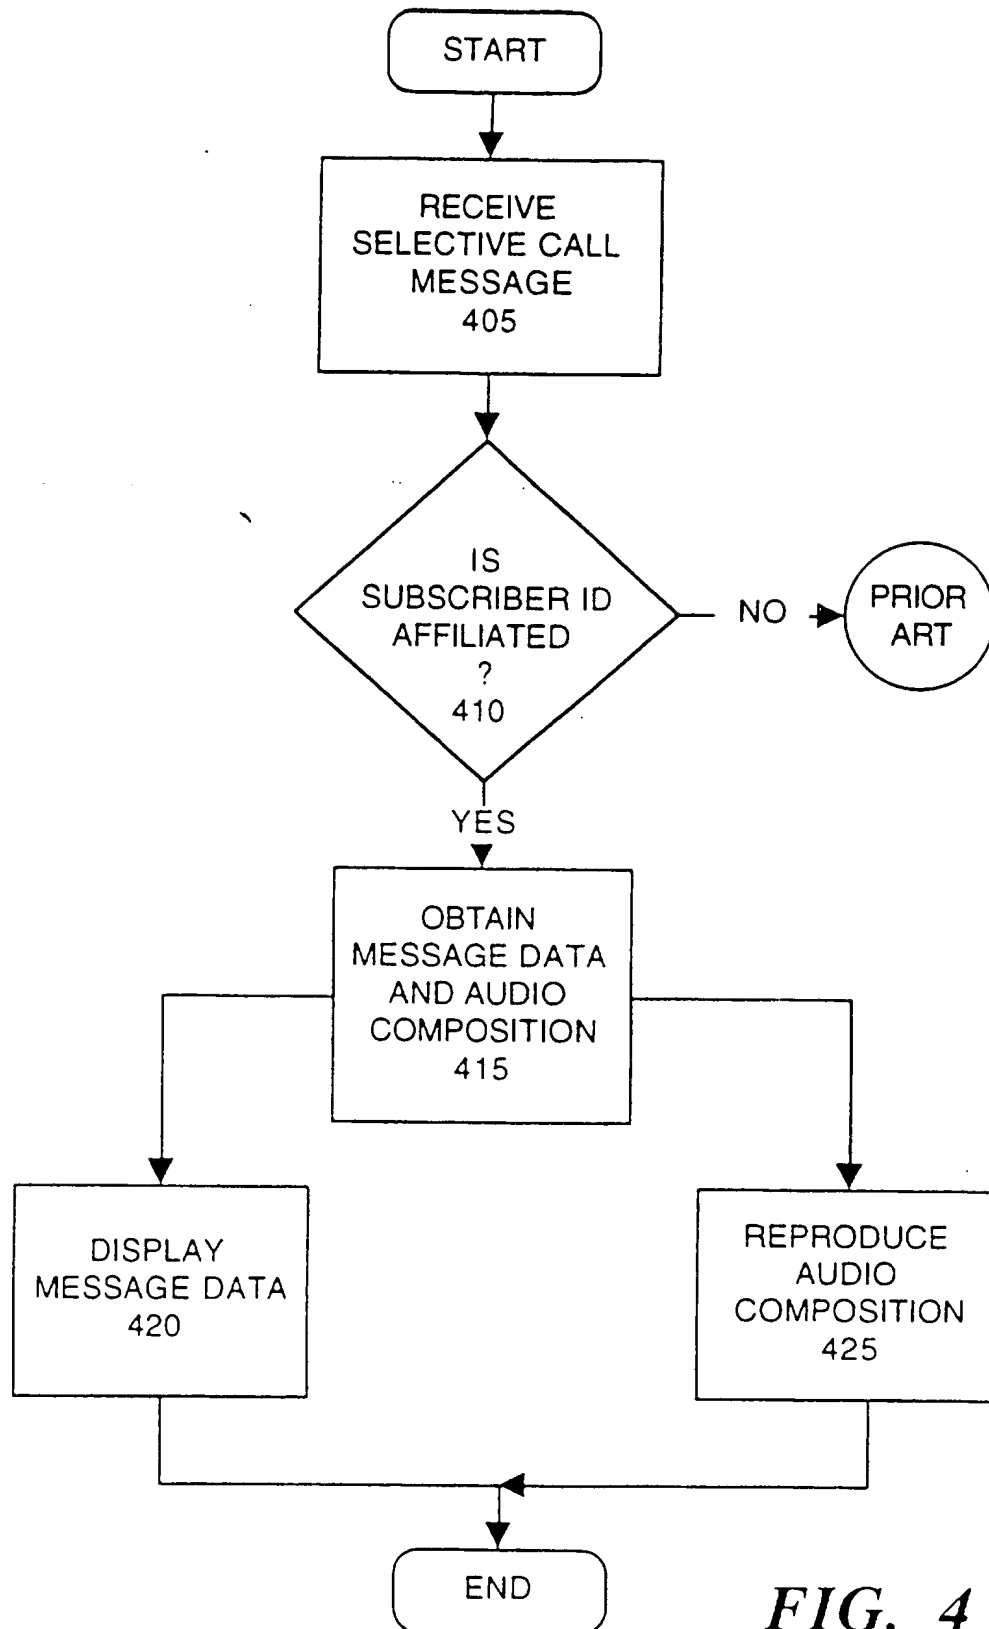 START
RECEIVE
SELECTIVE CALL
MESSAGE
405
IS
SUBSCRIBER ID
AFFILIATED
?
410
NO
PRIOR
ART
YES
OBTAIN
MESSAGE DATA
AND AUDIO
COMPOSITION
415
DISPLAY
MESSAGE DATA
420
REPRODUCE
AUDIO
COMPOSITION
425
END
FIG. 4